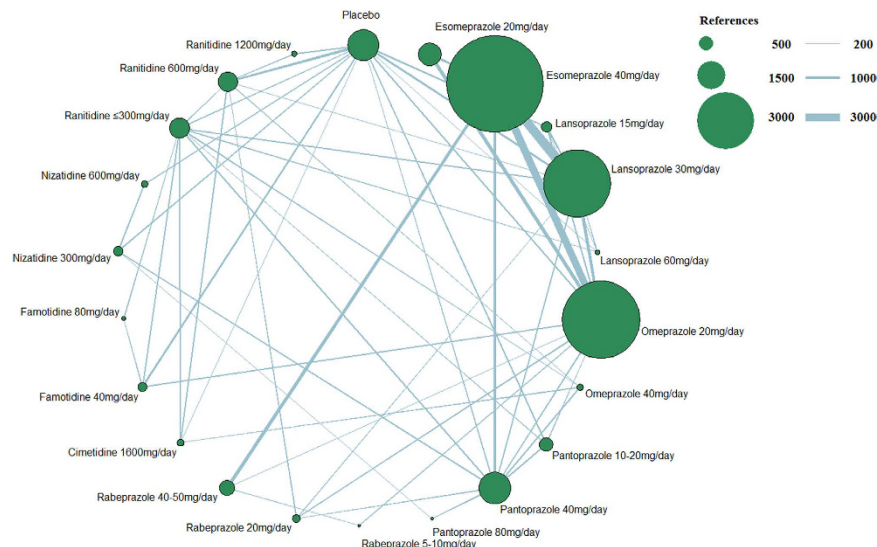 Placebo
Esomeprazole 20mg/day
References
Ranitidine 1200mg/day
500 200
Ranitidine 600mg/day
Esomeprazole 40mg/day
1500 1000
Ranitidine ≤300mg/day
Lansoprazole 15mg/day
3000 3000
Lansoprazole 30mg/day
Nizatidine 600mg/day
Nizatidine 300mg/day
Lansoprazole 60mg/day
Famotidine 80mg/day
Omeprazole 20mg/day
Famotidine 40mg/day
Omeprazole 40mg/day
Cimetidine 1600mg/day
Pantoprazole 10-20mg/day
Rabeprazole 40-50mg/day
Pantoprazole 40mg/day
Rabeprazole 20mg/day
Pantoprazole 80mg/day
Rabeprazole 5-10mg/day